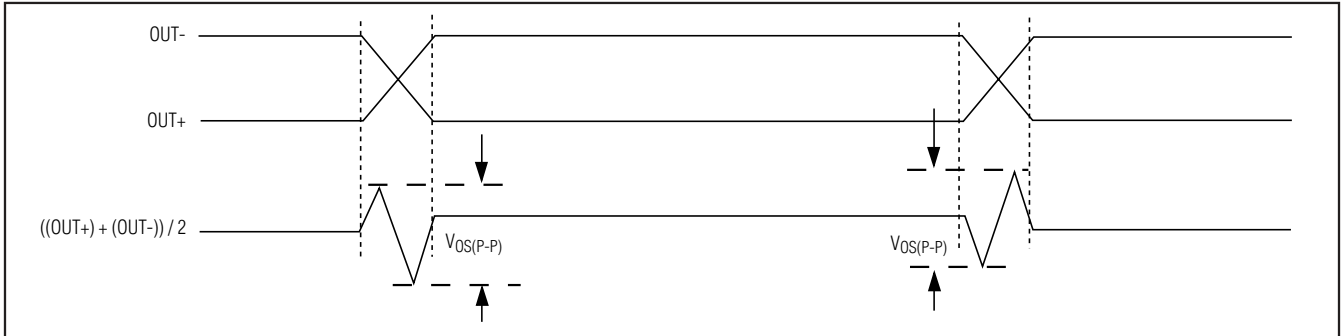 OUT-
OUT+
((OUT+) + (OUT-)) / 2
VOS(P-P)
VOS(P-P)